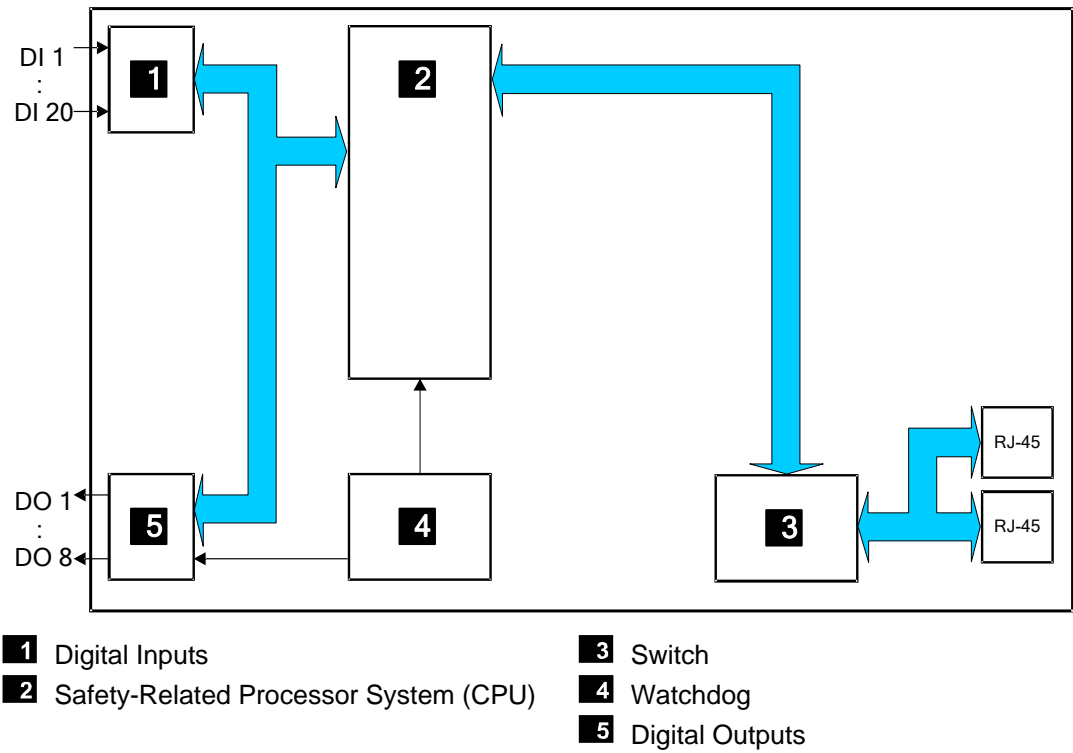 DI 1
:
DI 20
1
2
RJ-45
RJ-45
DO 1
:
DO 8
5
4
3
1 Digital Inputs
2 Safety-Related Processor System (CPU)
3 Switch
4 Watchdog
5 Digital Outputs